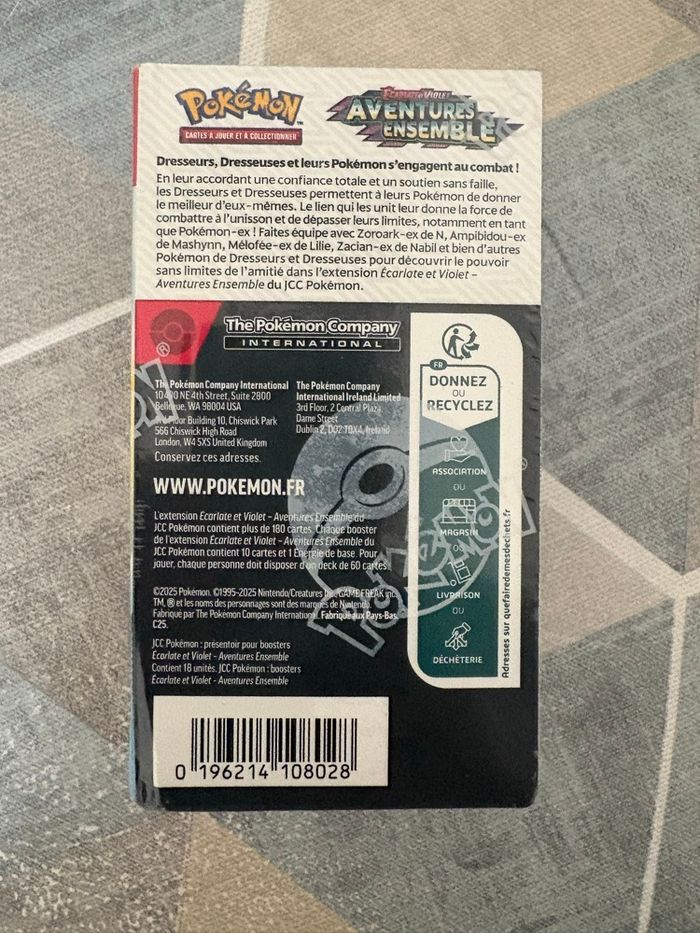 POKÉMON
CARTES À JOUER ET À COLLECTIONNER
ÉCARLATE ET VIOLET
AVENTURES
ENSEMBLE
Dresseurs, Dresseuses et leurs Pokémon s'engagent au combat !
En leur accordant une confiance totale et un soutien sans faille,
les Dresseurs et Dresseuses permettent à leurs Pokémon de donner
le meilleur d'eux-mêmes. Le lien qui les unit leur donne la force de
combattre à l'unisson et de dépasser leurs limites, notamment en tant
que Pokémon-ex ! Faites équipe avec Zoroark-ex de N, Ampibidou-ex
de Mashynn, Mélofée-ex de Lilie, Zacian-ex de Nabil et bien d'autres
Pokémon de Dresseurs et Dresseuses pour découvrir le pouvoir
sans limites de l'amitié dans l'extension Écarlate et Violet –
Aventures Ensemble du JCC Pokémon.
The Pokémon Company
INTERNATIONAL
The Pokémon Company International
10400 NE 4th Street, Suite 2800
Bellevue, WA 98004 USA
Floor Building 10, Chiswick Park
566 Chiswick High Road
London, W4 5XS United Kingdom
Conservez ces adresses.
The Pokémon Company
International Ireland Limited
3rd Floor, 2 Central Plaza
Dame Street
Dublin 2, D02 T0X4, Ireland
WWW.POKEMON.FR
L'extension Écarlate et Violet – Aventures Ensemble du
JCC Pokémon contient plus de 180 cartes. Chaque booster
de l'extension Écarlate et Violet – Aventures Ensemble du
JCC Pokémon contient 10 cartes et 1 Énergie de base. Pour
jouer, chaque personne doit disposer d'un deck de 60 cartes.
©2025 Pokémon. ©1995-2025 Nintendo/Creatures Inc./GAME FREAK inc.
TM, ® et les noms des personnages sont des marques de Nintendo.
Fabriqué par The Pokémon Company International. Fabriqué aux Pays-Bas.
C25.
JCC Pokémon : présentoir pour boosters
Écarlate et Violet – Aventures Ensemble
Contient 18 unités. JCC Pokémon : boosters
Écarlate et Violet – Aventures Ensemble
FR
DONNEZ
OU
RECYCLEZ
ASSOCIATION
OU
MAGASIN
OU
LIVRAISON
OU
DÉCHÈTERIE
Adresses sur quefairedemesdechets.fr
Pokémon
0 196214 108028